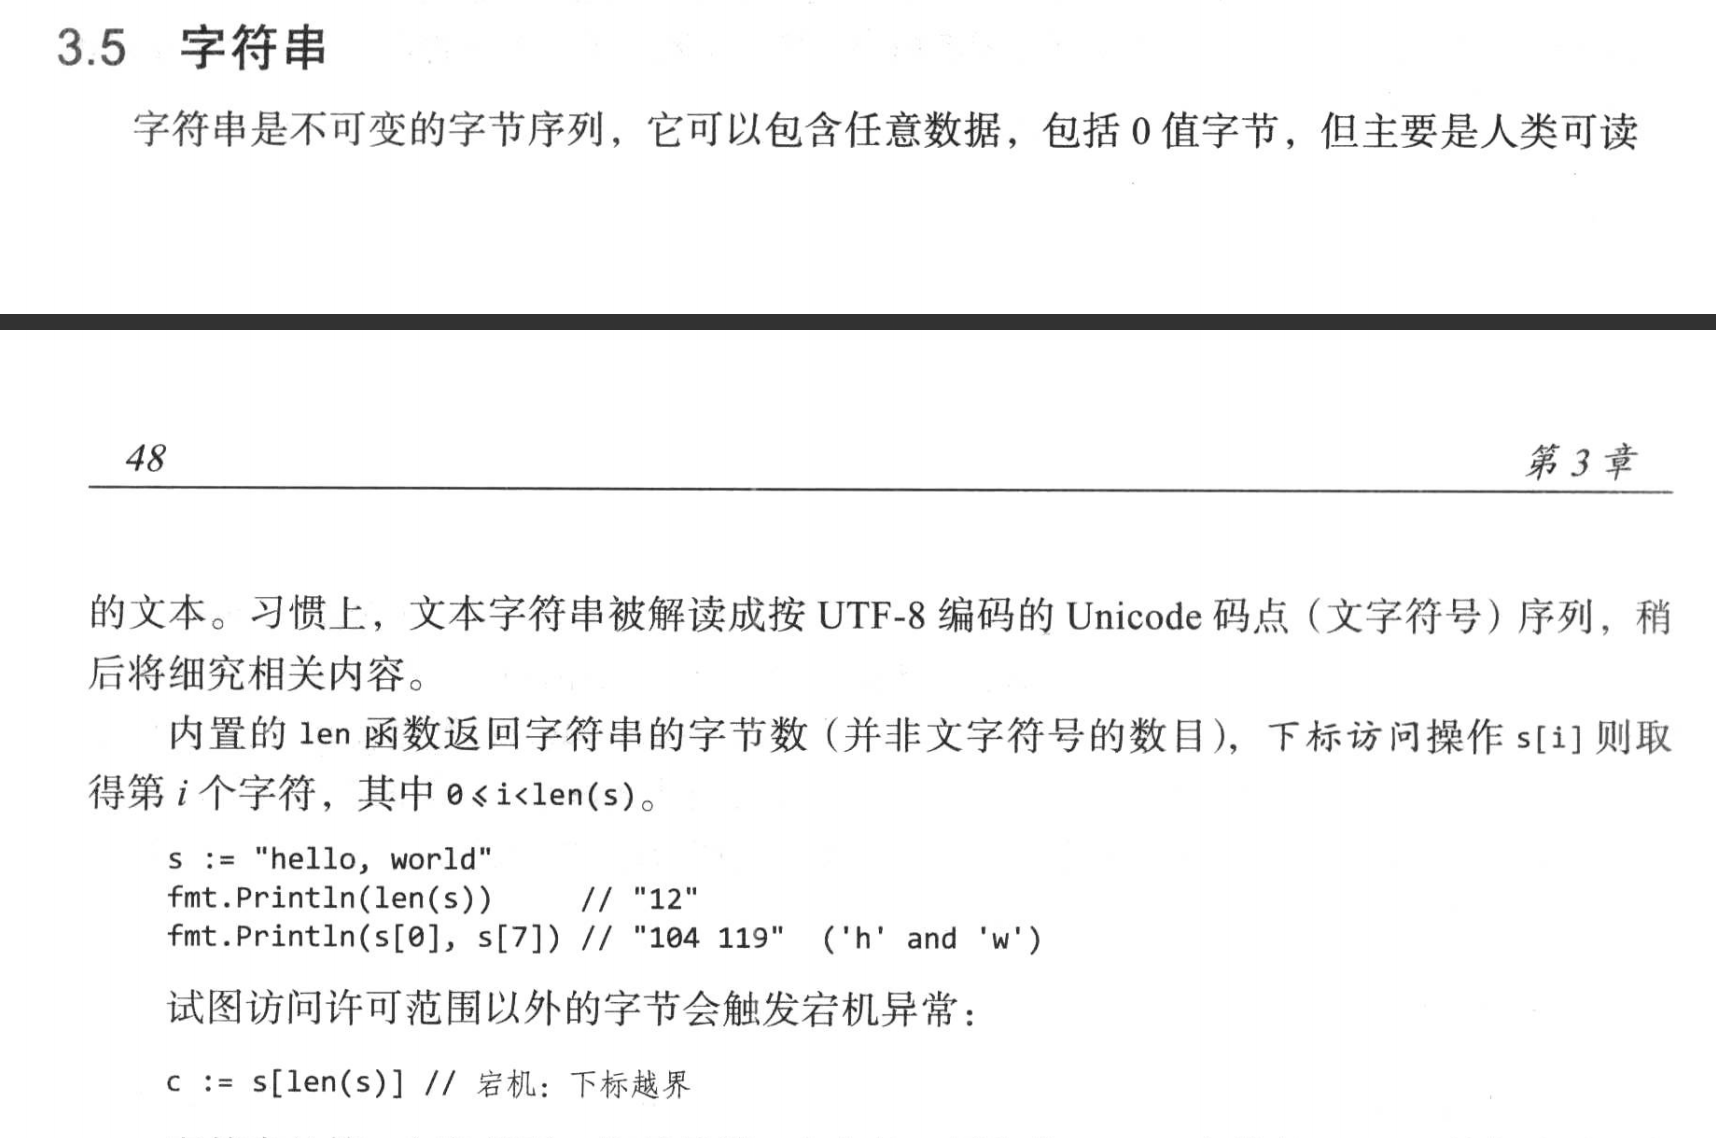 3.5 字符串
字符串是不可变的字节序列，它可以包含任意数据，包括 0 值字节，但主要是人类可读
48 第 3 章
的文本。习惯上，文本字符串被解读成按 UTF-8 编码的 Unicode 码点（文字符号）序列，稍
后将细究相关内容。
内置的 len 函数返回字符串的字节数（并非文字符号的数目），下标访问操作 s[i] 则取
得第 i 个字符，其中 0⩽i<len(s)。
s := "hello, world"
fmt.Println(len(s))     // "12"
fmt.Println(s[0], s[7]) // "104 119"  ('h' and 'w')
试图访问许可范围以外的字节会触发宕机异常：
c := s[len(s)] // 宕机：下标越界